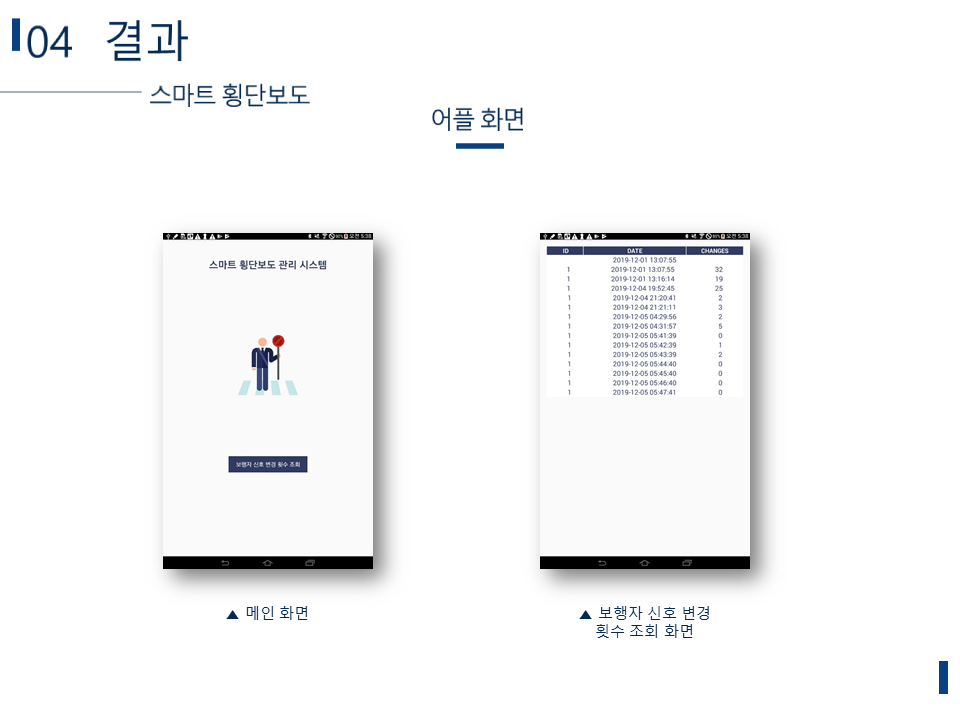 04 결과
스마트 횡단보도
어플 화면
오전 5:38
스마트 횡단보도 관리 시스템
보행자 신호 변경 횟수 조회
▲ 메인 화면
오전 5:38
ID DATE CHANGES
2019-12-01 13:07:55
1 2019-12-01 13:07:55 32
1 2019-12-01 13:16:14 19
1 2019-12-04 19:52:45 25
1 2019-12-04 21:20:41 2
1 2019-12-04 21:21:11 3
1 2019-12-05 04:29:56 2
1 2019-12-05 04:31:57 5
1 2019-12-05 05:41:39 0
1 2019-12-05 05:42:39 1
1 2019-12-05 05:43:39 2
1 2019-12-05 05:44:40 0
1 2019-12-05 05:45:40 0
1 2019-12-05 05:46:40 0
1 2019-12-05 05:47:41 0
▲ 보행자 신호 변경
횟수 조회 화면